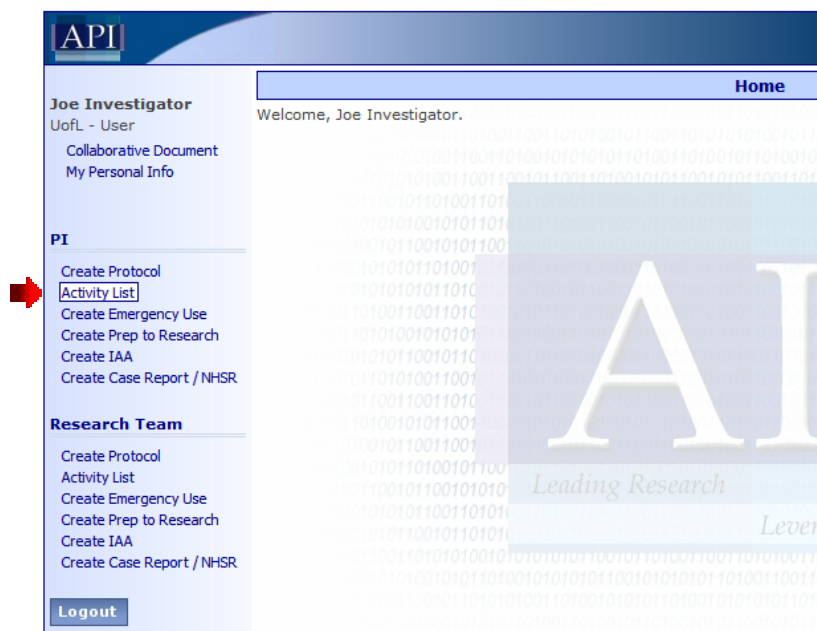 API
Home
Joe Investigator
UofL - User
Collaborative Document
My Personal Info
Welcome, Joe Investigator.
PI
Create Protocol
Activity List
Create Emergency Use
Create Prep to Research
Create IAA
Create Case Report / NHSR
Research Team
Create Protocol
Activity List
Create Emergency Use
Create Prep to Research
Create IAA
Create Case Report / NHSR
Logout
Leading Research